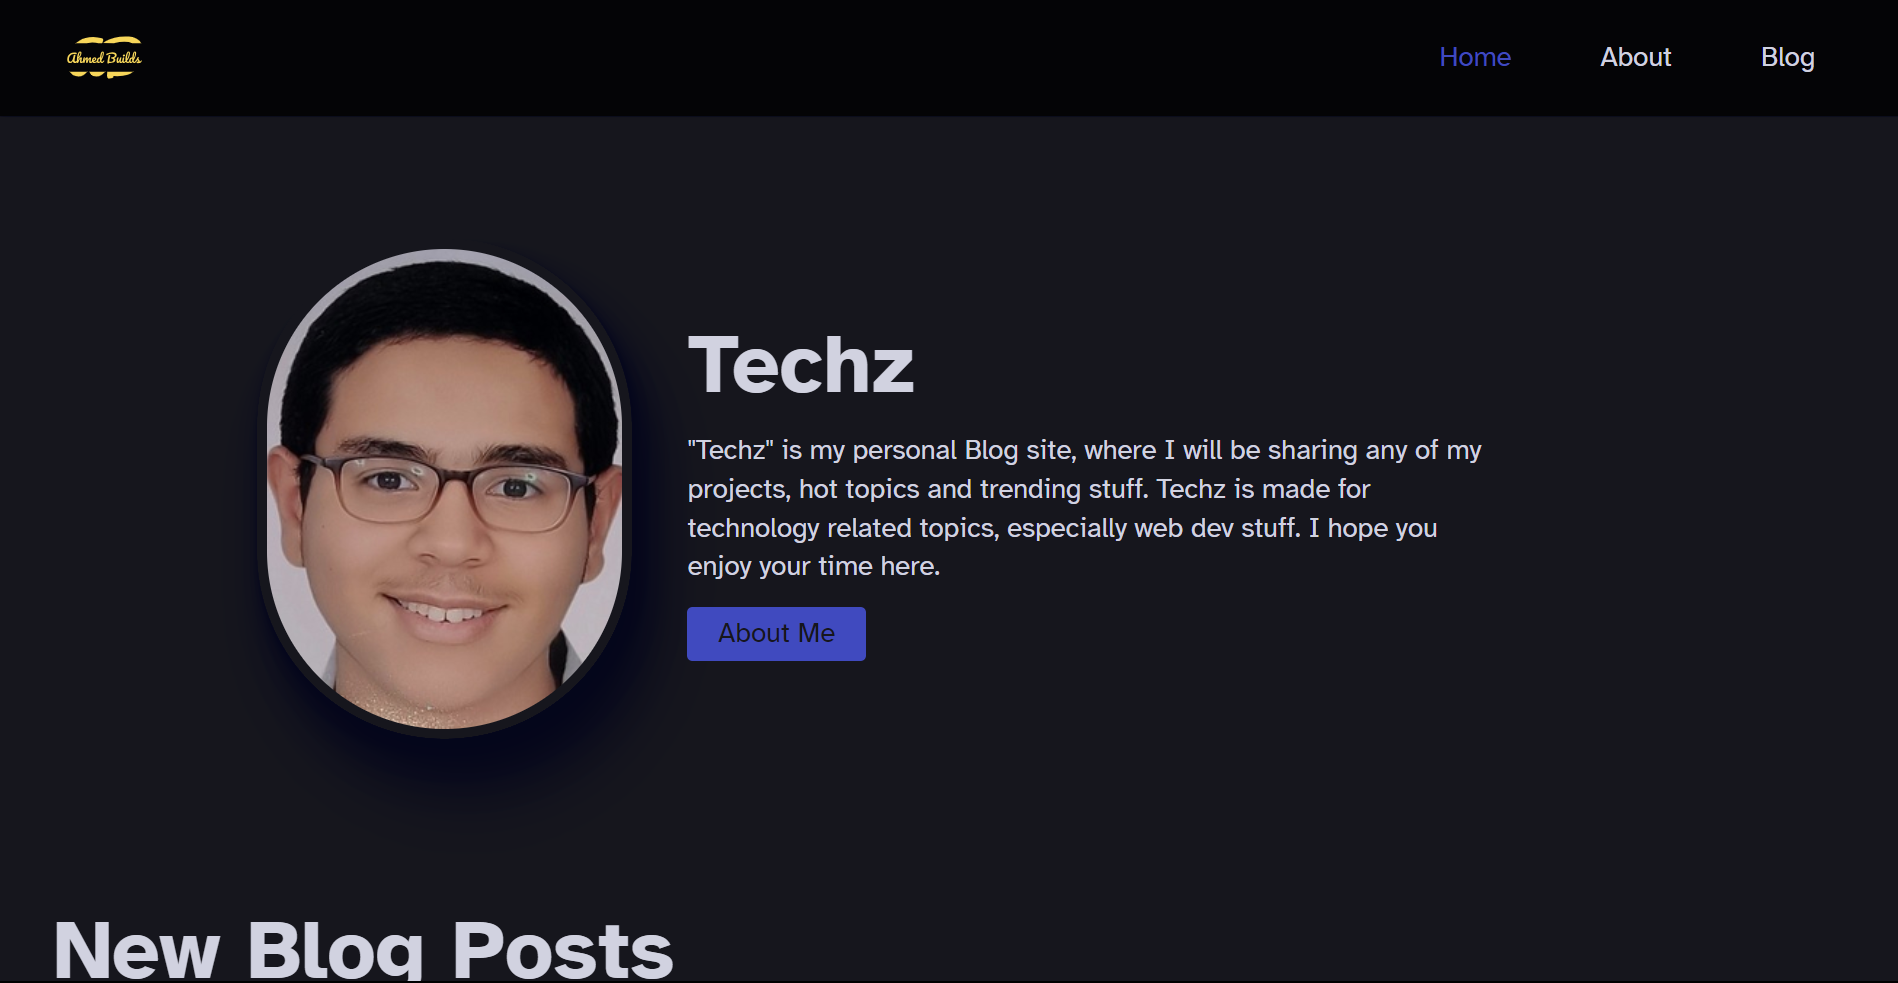 Ahmed Builds
Home
About
Blog
Techz
"Techz" is my personal Blog site, where I will be sharing any of my
projects, hot topics and trending stuff. Techz is made for
technology related topics, especially web dev stuff. I hope you
enjoy your time here.
About Me
New Blog Posts